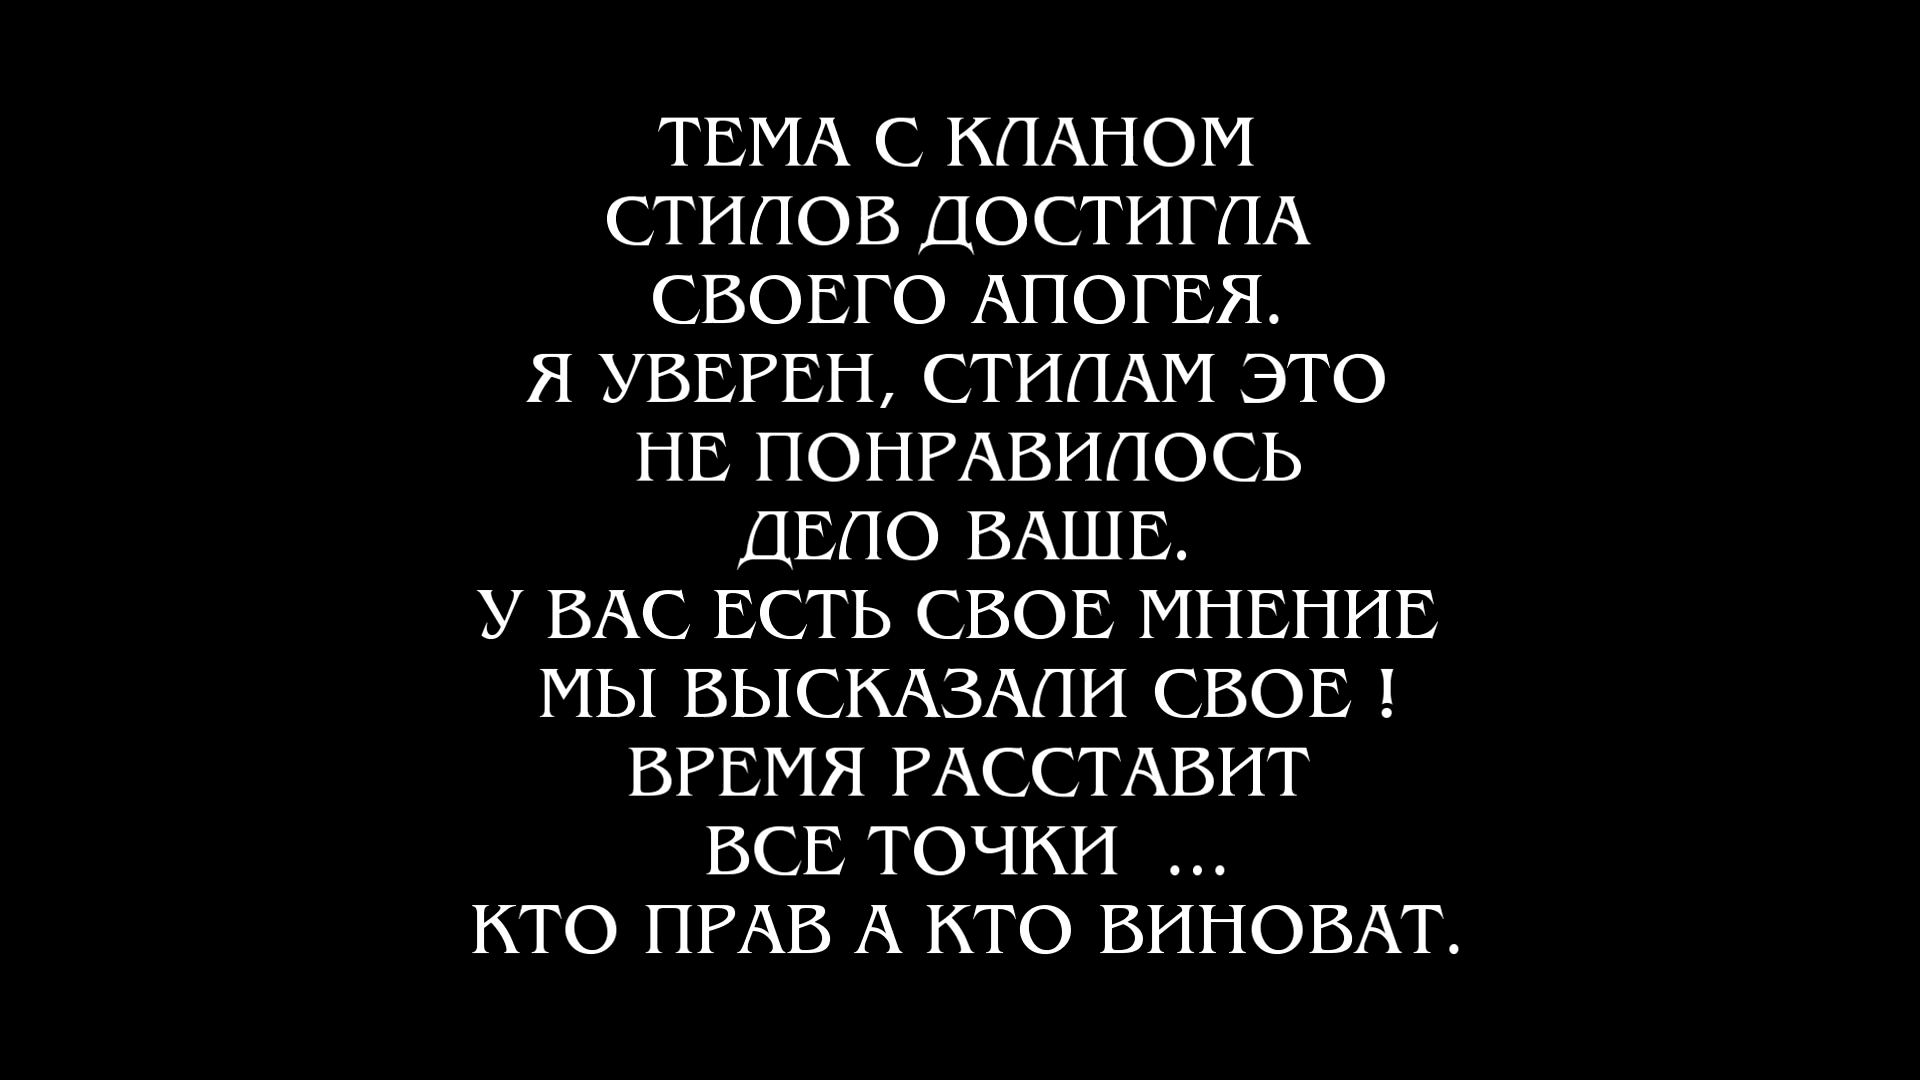 ТЕМА С КЛАНОМ
СТИЛОВ ДОСТИГЛА
СВОЕГО АПОГЕЯ.
Я УВЕРЕН, СТИЛАМ ЭТО
НЕ ПОНРАВИЛОСЬ
ДЕЛО ВАШЕ.
У ВАС ЕСТЬ СВОЕ МНЕНИЕ
МЫ ВЫСКАЗАЛИ СВОЕ !
ВРЕМЯ РАССТАВИТ
ВСЕ ТОЧКИ  ...
КТО ПРАВ А КТО ВИНОВАТ.